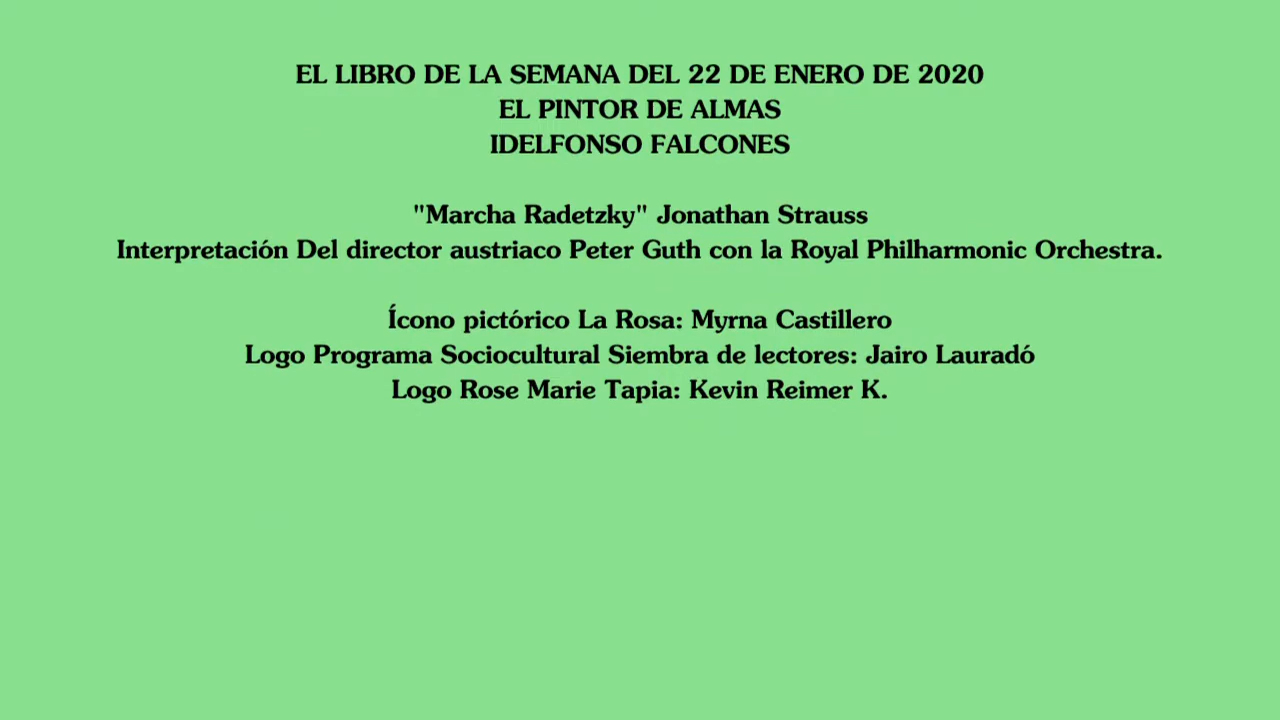 EL LIBRO DE LA SEMANA DEL 22 DE ENERO DE 2020
EL PINTOR DE ALMAS
IDELFONSO FALCONES
"Marcha Radetzky" Jonathan Strauss
Interpretación Del director austriaco Peter Guth con la Royal Philharmonic Orchestra.
Ícono pictórico La Rosa: Myrna Castillero
Logo Programa Sociocultural Siembra de lectores: Jairo Lauradó
Logo Rose Marie Tapia: Kevin Reimer K.